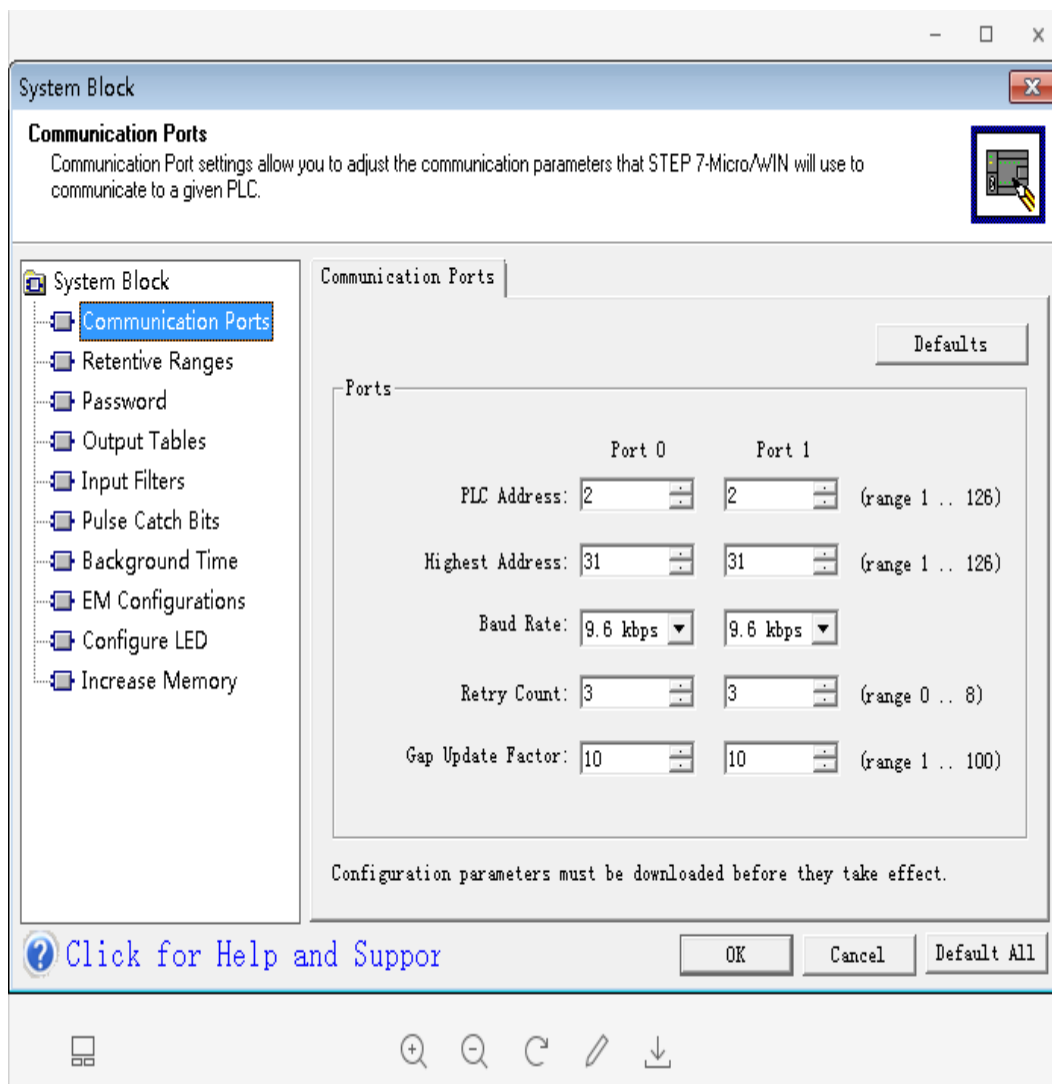 System Block
Communication Ports
Communication Port settings allow you to adjust the communication parameters that STEP 7-Micro/WIN will use to
communicate to a given PLC.
System Block
Communication Ports
Retentive Ranges
Password
Output Tables
Input Filters
Pulse Catch Bits
Background Time
EM Configurations
Configure LED
Increase Memory
Communication Ports
Defaults
Ports
Port 0 Port 1
PLC Address: 2 2 (range 1 .. 126)
Highest Address: 31 31 (range 1 .. 126)
Baud Rate: 9.6 kbps 9.6 kbps
Retry Count: 3 3 (range 0 .. 8)
Gap Update Factor: 10 10 (range 1 .. 100)
Configuration parameters must be downloaded before they take effect.
Click for Help and Suppor
OK Cancel Default All